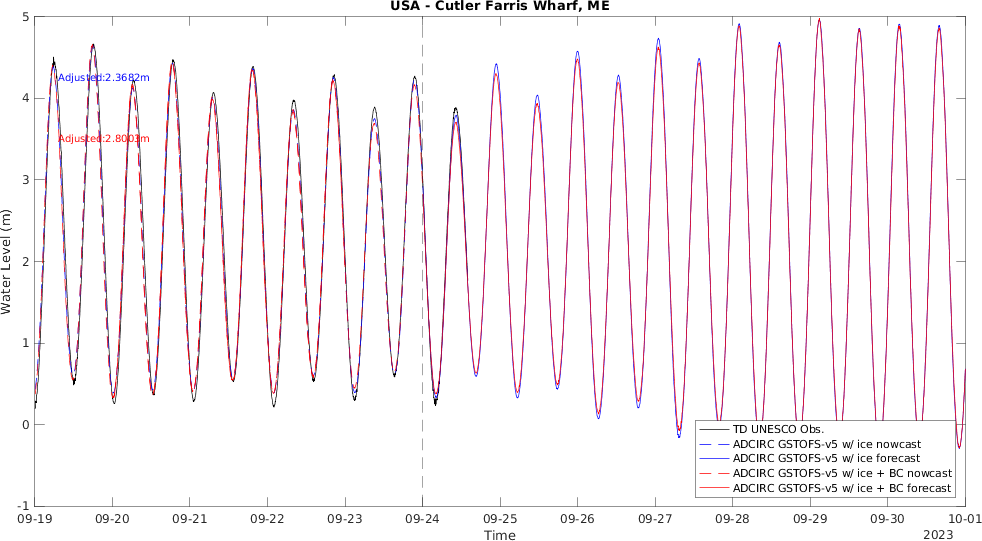 USA - Cutler Farris Wharf, ME
5
4
3
2
1
0
-1
Water Level (m)
Adjusted:2.3682m
Adjusted:2.8003m
TD UNESCO Obs.
ADCIRC GSTOFS-v5 w/ ice nowcast
ADCIRC GSTOFS-v5 w/ ice forecast
ADCIRC GSTOFS-v5 w/ ice + BC nowcast
ADCIRC GSTOFS-v5 w/ ice + BC forecast
09-19 09-20 09-21 09-22 09-23 09-24 09-25 09-26 09-27 09-28 09-29 09-30 10-01
Time
2023